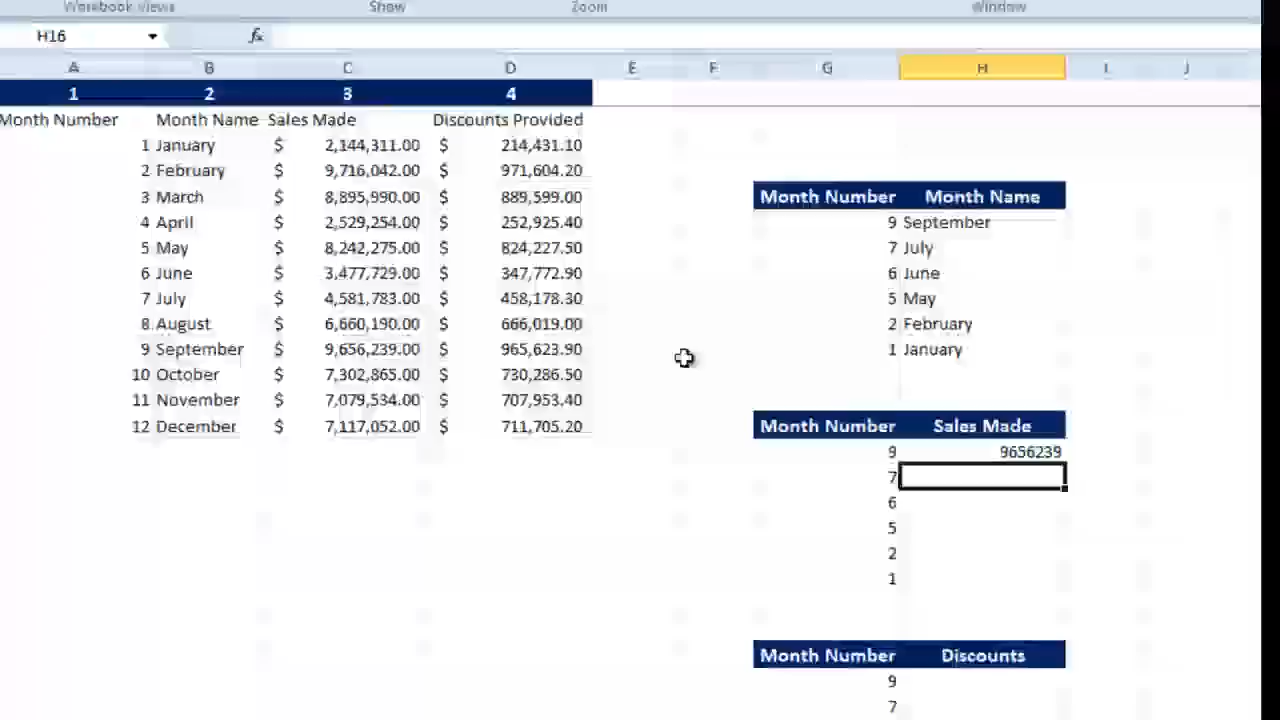 Workbook Views Show Zoom Window
H16 fx
A B C D E F G H I J
1 2 3 4
Month Number Month Name Sales Made Discounts Provided
1 January $ 2,144,311.00 $ 214,431.10
2 February $ 9,716,042.00 $ 971,604.20
3 March $ 8,895,990.00 $ 889,599.00 Month Number Month Name
4 April $ 2,529,254.00 $ 252,925.40 9 September
5 May $ 8,242,275.00 $ 824,227.50 7 July
6 June $ 3,477,729.00 $ 347,772.90 6 June
7 July $ 4,581,783.00 $ 458,178.30 5 May
8 August $ 6,660,190.00 $ 666,019.00 2 February
9 September $ 9,656,239.00 $ 965,623.90 1 January
10 October $ 7,302,865.00 $ 730,286.50
11 November $ 7,079,534.00 $ 707,953.40
12 December $ 7,117,052.00 $ 711,705.20 Month Number Sales Made
9 9656239
7
6
5
2
1
Month Number Discounts
9
7